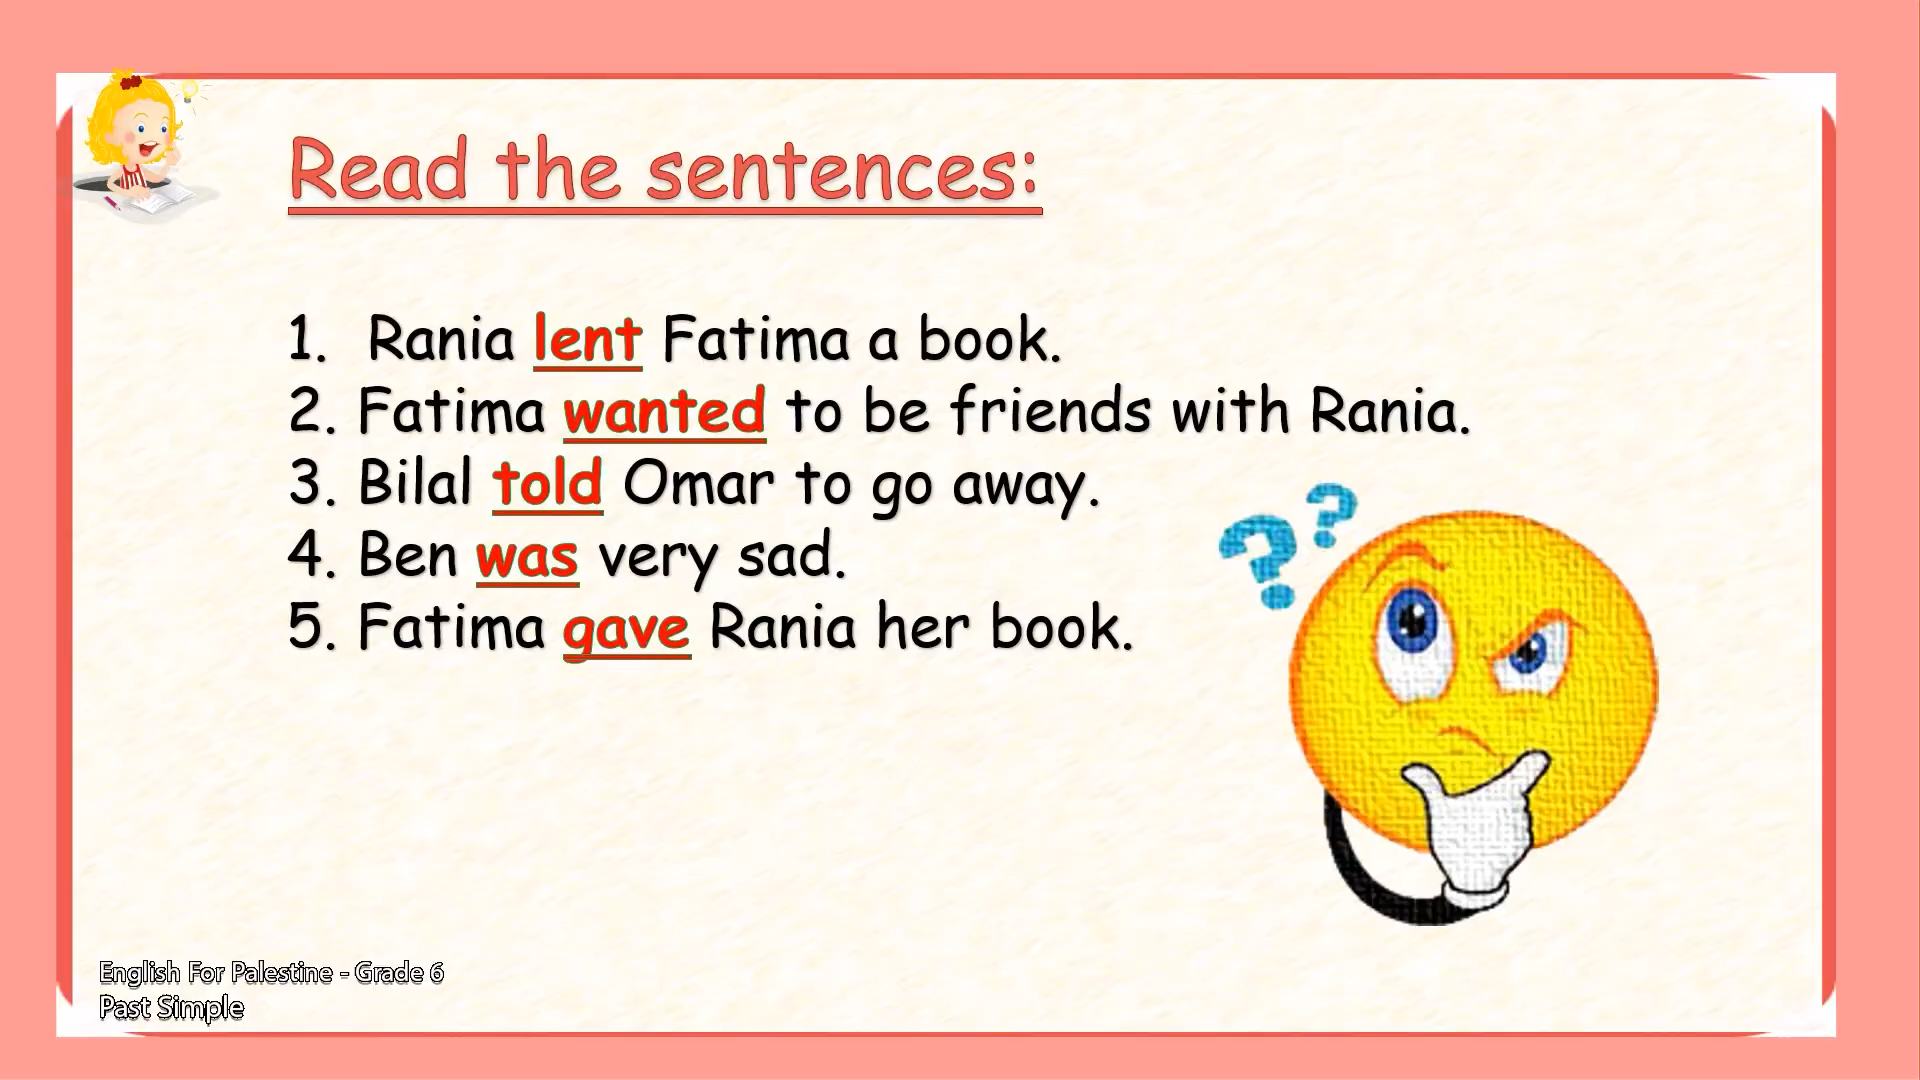 Read the sentences:
1. Rania lent Fatima a book.
2. Fatima wanted to be friends with Rania.
3. Bilal told Omar to go away.
4. Ben was very sad.
5. Fatima gave Rania her book.
? ?
English For Palestine - Grade 6
Past Simple